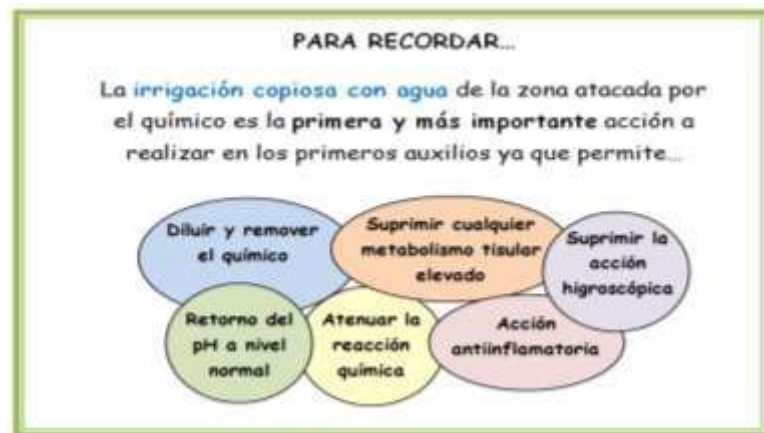 PARA RECORDAR...
La irrigación copiosa con agua de la zona atacada por
el químico es la primera y más importante acción a
realizar en los primeros auxilios ya que permite...
Diluir y remover
el químico
Suprimir cualquier
metabolismo tisular
elevado
Suprimir la
acción
higroscópica
Retorno del
pH a nivel
normal
Atenuar la
reacción
química
Acción
antiinflamatoria